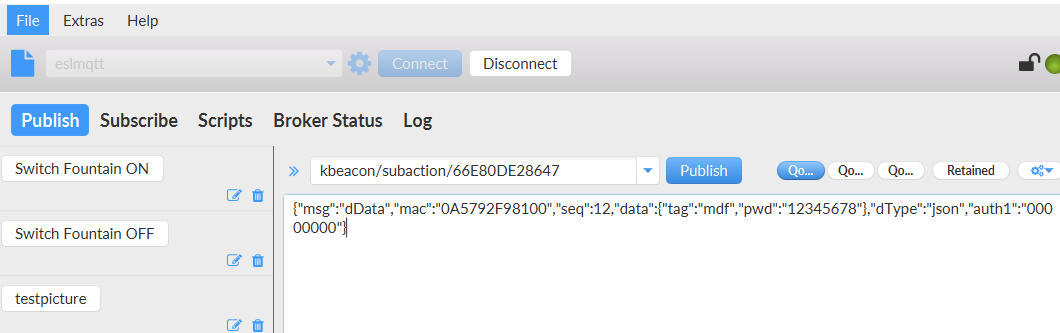 File Extras Help
eslmqtt Connect Disconnect
Publish Subscribe Scripts Broker Status Log
Switch Fountain ON
Switch Fountain OFF
testpicture
kbeacon/subaction/66E80DE28647 Publish Qo... Qo... Qo... Retained
{"msg":"dData","mac":"0A5792F98100","seq":12,"data":{"tag":"mdf","pwd":"12345678"},"dType":"json","auth1":"000
00000"}